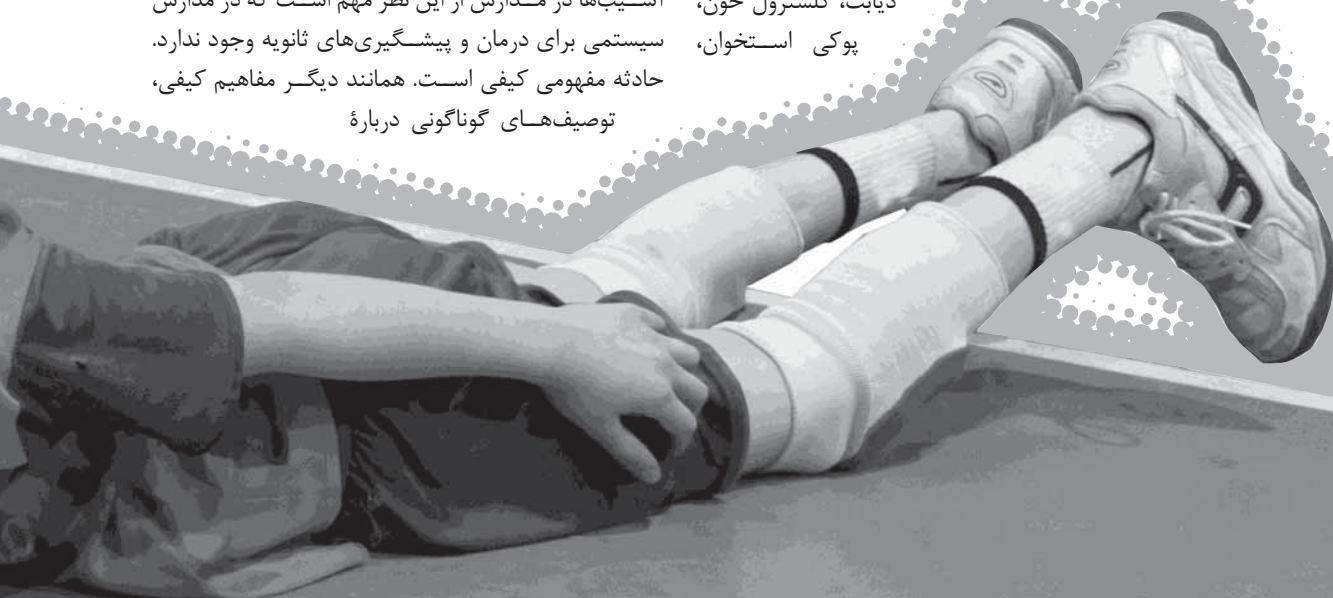 دیابت، کلسترول خون،
پوکی استخوان،
آسیب‌ها در مدارس از این نظر مهم است که در مدارس
سیستمی برای درمان و پیشگیری‌های ثانویه وجود ندارد.
حادثه مفهومی کیفی است. همانند دیگر مفاهیم کیفی،
توصیف‌های گوناگونی دربارهٔ